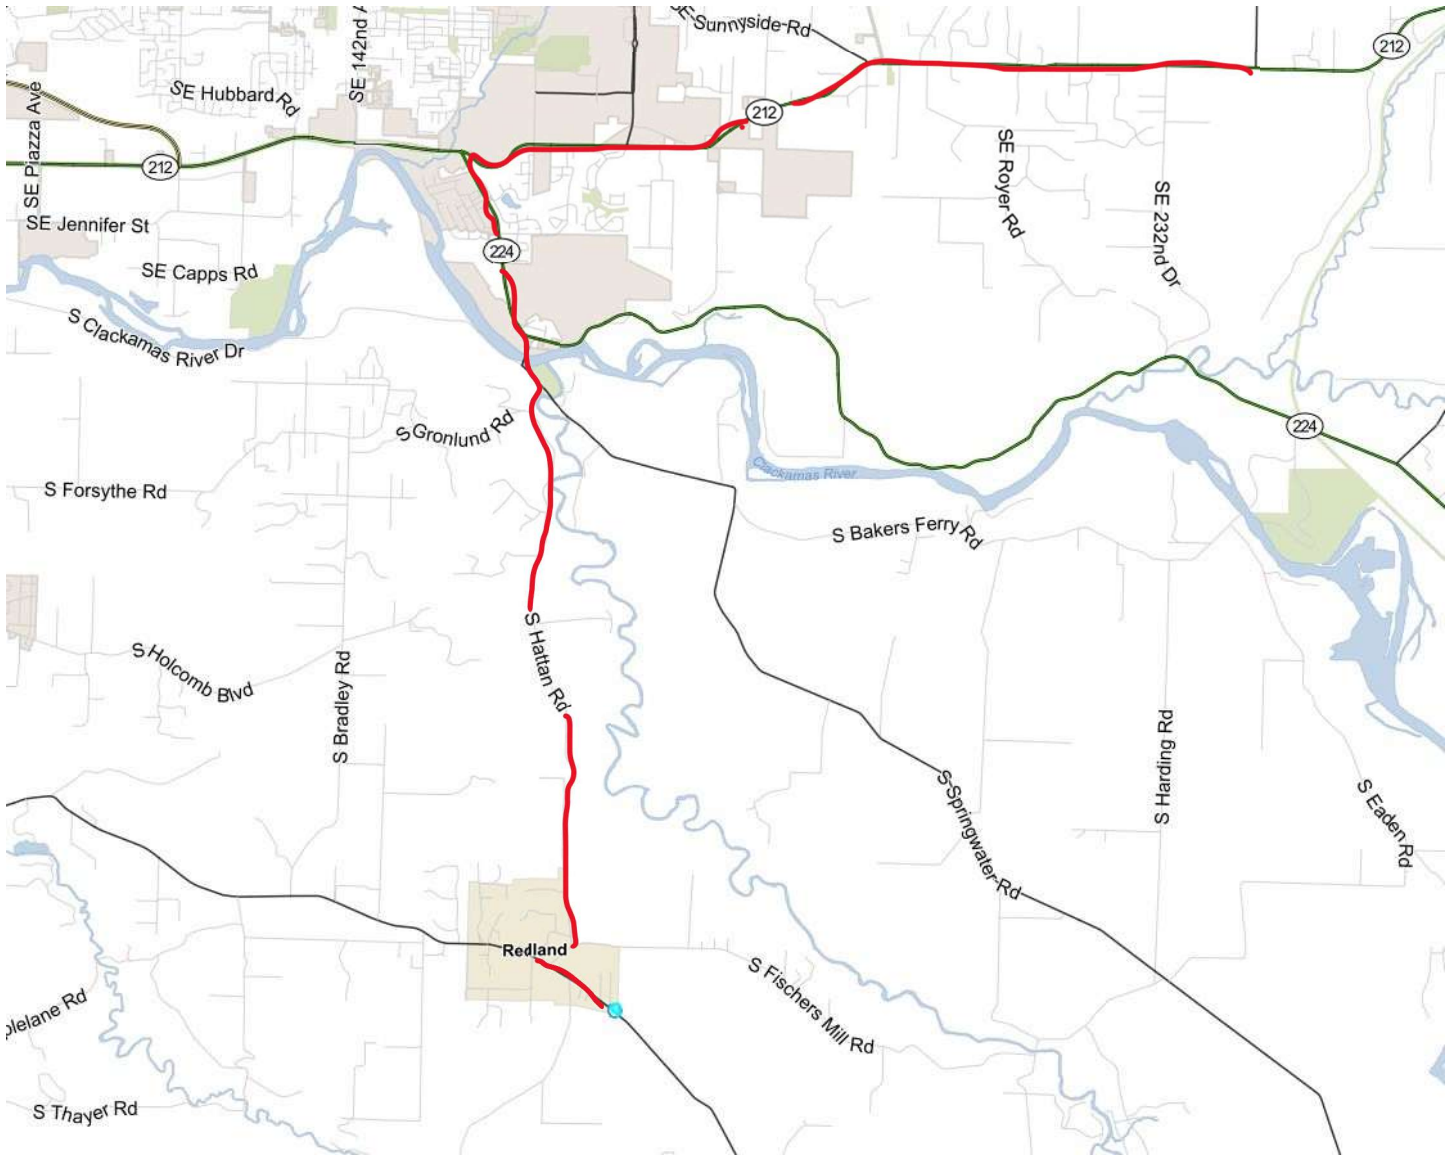 SE Sunnyside Rd
212
SE 142nd A
SE Hubbard Rd
SE Piazza Ave
212
212
SE Royer Rd
SE 232nd Dr
SE Jennifer St
224
SE Capps Rd
S Clackamas River Dr
S Gronlund Rd
224
Clackamas River
S Forsythe Rd
S Bakers Ferry Rd
S Hattan Rd
S Holcomb Blvd
S Bradley Rd
S Harding Rd
S Springwater Rd
S Eaden Rd
Redland
S Fischers Mill Rd
plelane Rd
S Thayer Rd